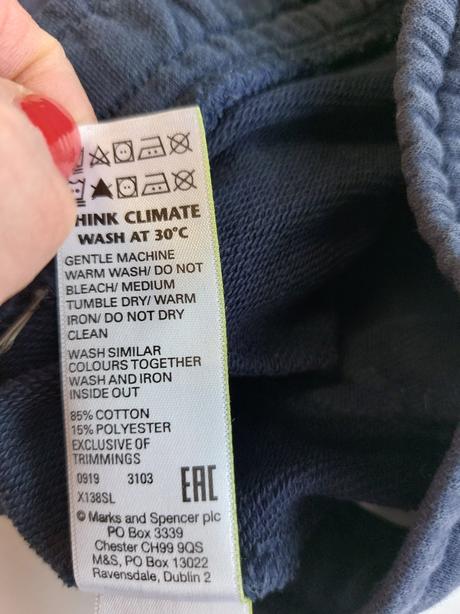 THINK CLIMATE
WASH AT 30°C
GENTLE MACHINE
WARM WASH/ DO NOT
BLEACH/ MEDIUM
TUMBLE DRY/ WARM
IRON/ DO NOT DRY
CLEAN
WASH SIMILAR
COLOURS TOGETHER
WASH AND IRON
INSIDE OUT
85% COTTON
15% POLYESTER
EXCLUSIVE OF
TRIMMINGS
0919 3103
X138SL
EAC
© Marks and Spencer plc
PO Box 3339
Chester CH99 9QS
M&S, PO Box 13022
Ravensdale, Dublin 2